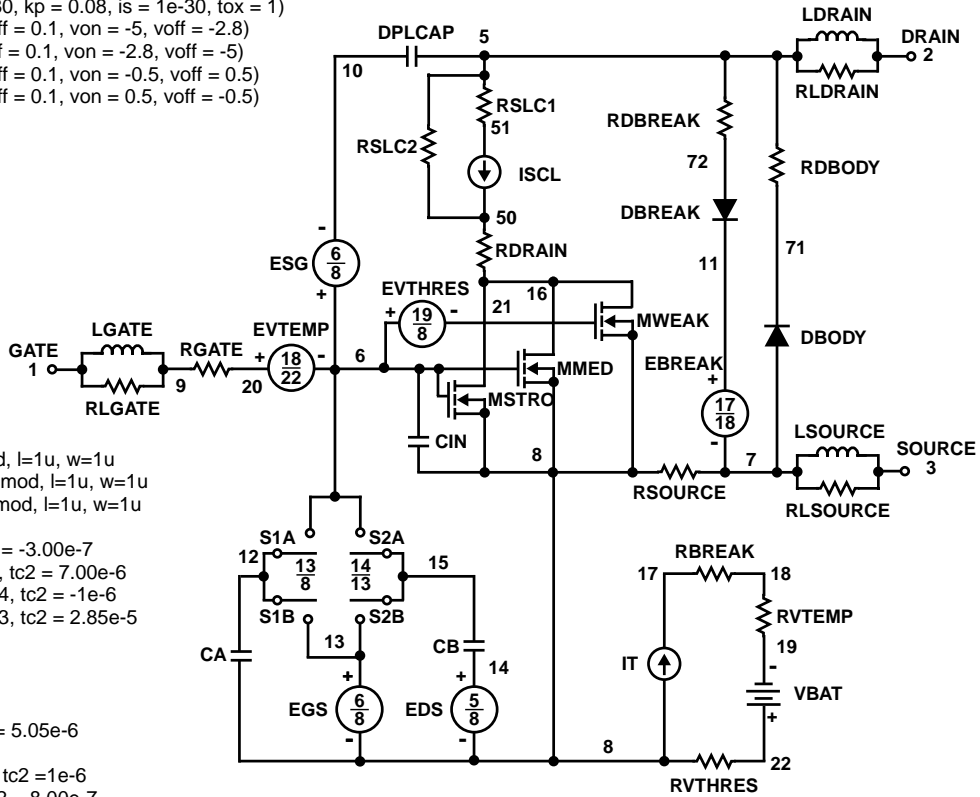 30, kp = 0.08, is = 1e-30, tox = 1)
off = 0.1, von = -5, voff = -2.8)
f = 0.1, von = -2.8, voff = -5)
ff = 0.1, von = -0.5, voff = 0.5)
ff = 0.1, von = 0.5, voff = -0.5)
DPLCAP
5
10
LDRAIN
DRAIN
2
RLDRAIN
RSLC1
51
RSLC2
ISCL
50
RDRAIN
RDBREAK
72
DBREAK
11
RDBODY
71
DBODY
ESG
6
8
-
+
EVTHRES
+
19
8
-
21
16
MWEAK
MMED
MSTRO
EBREAK
+
17
18
-
LGATE
GATE
1
RLGATE
9
RGATE
20
EVTEMP
+
18
22
-
6
CIN
8
RSOURCE
7
LSOURCE
SOURCE
3
RLSOURCE
d, l=1u, w=1u
mod, l=1u, w=1u
mod, l=1u, w=1u
= -3.00e-7
, tc2 = 7.00e-6
4, tc2 = -1e-6
3, tc2 = 2.85e-5
= 5.05e-6
tc2 =1e-6
S1A
S2A
12
13
8
14
13
15
S1B
S2B
13
CA
CB
14
+
EGS
6
8
-
+
EDS
5
8
-
8
RBREAK
17
18
RVTEMP
19
IT
-
VBAT
+
22
RVTHRES